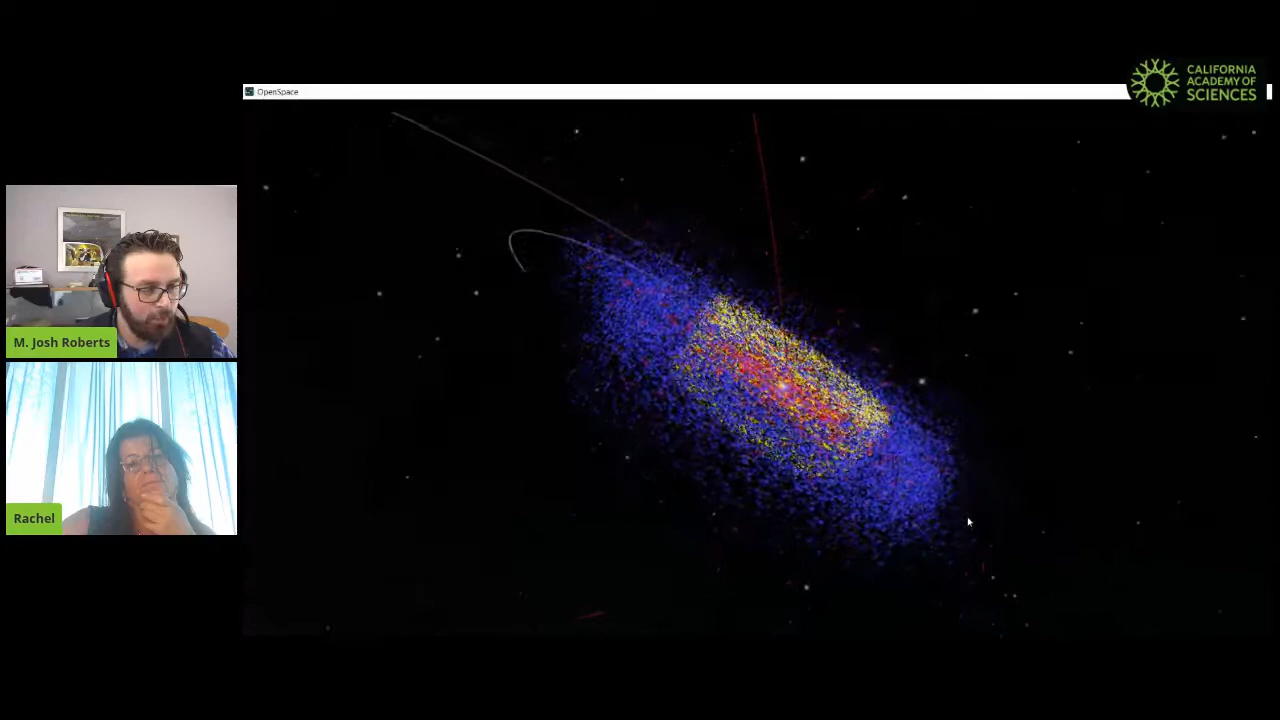 OpenSpace
CALIFORNIA
ACADEMY OF
SCIENCES
M. Josh Roberts
Rachel